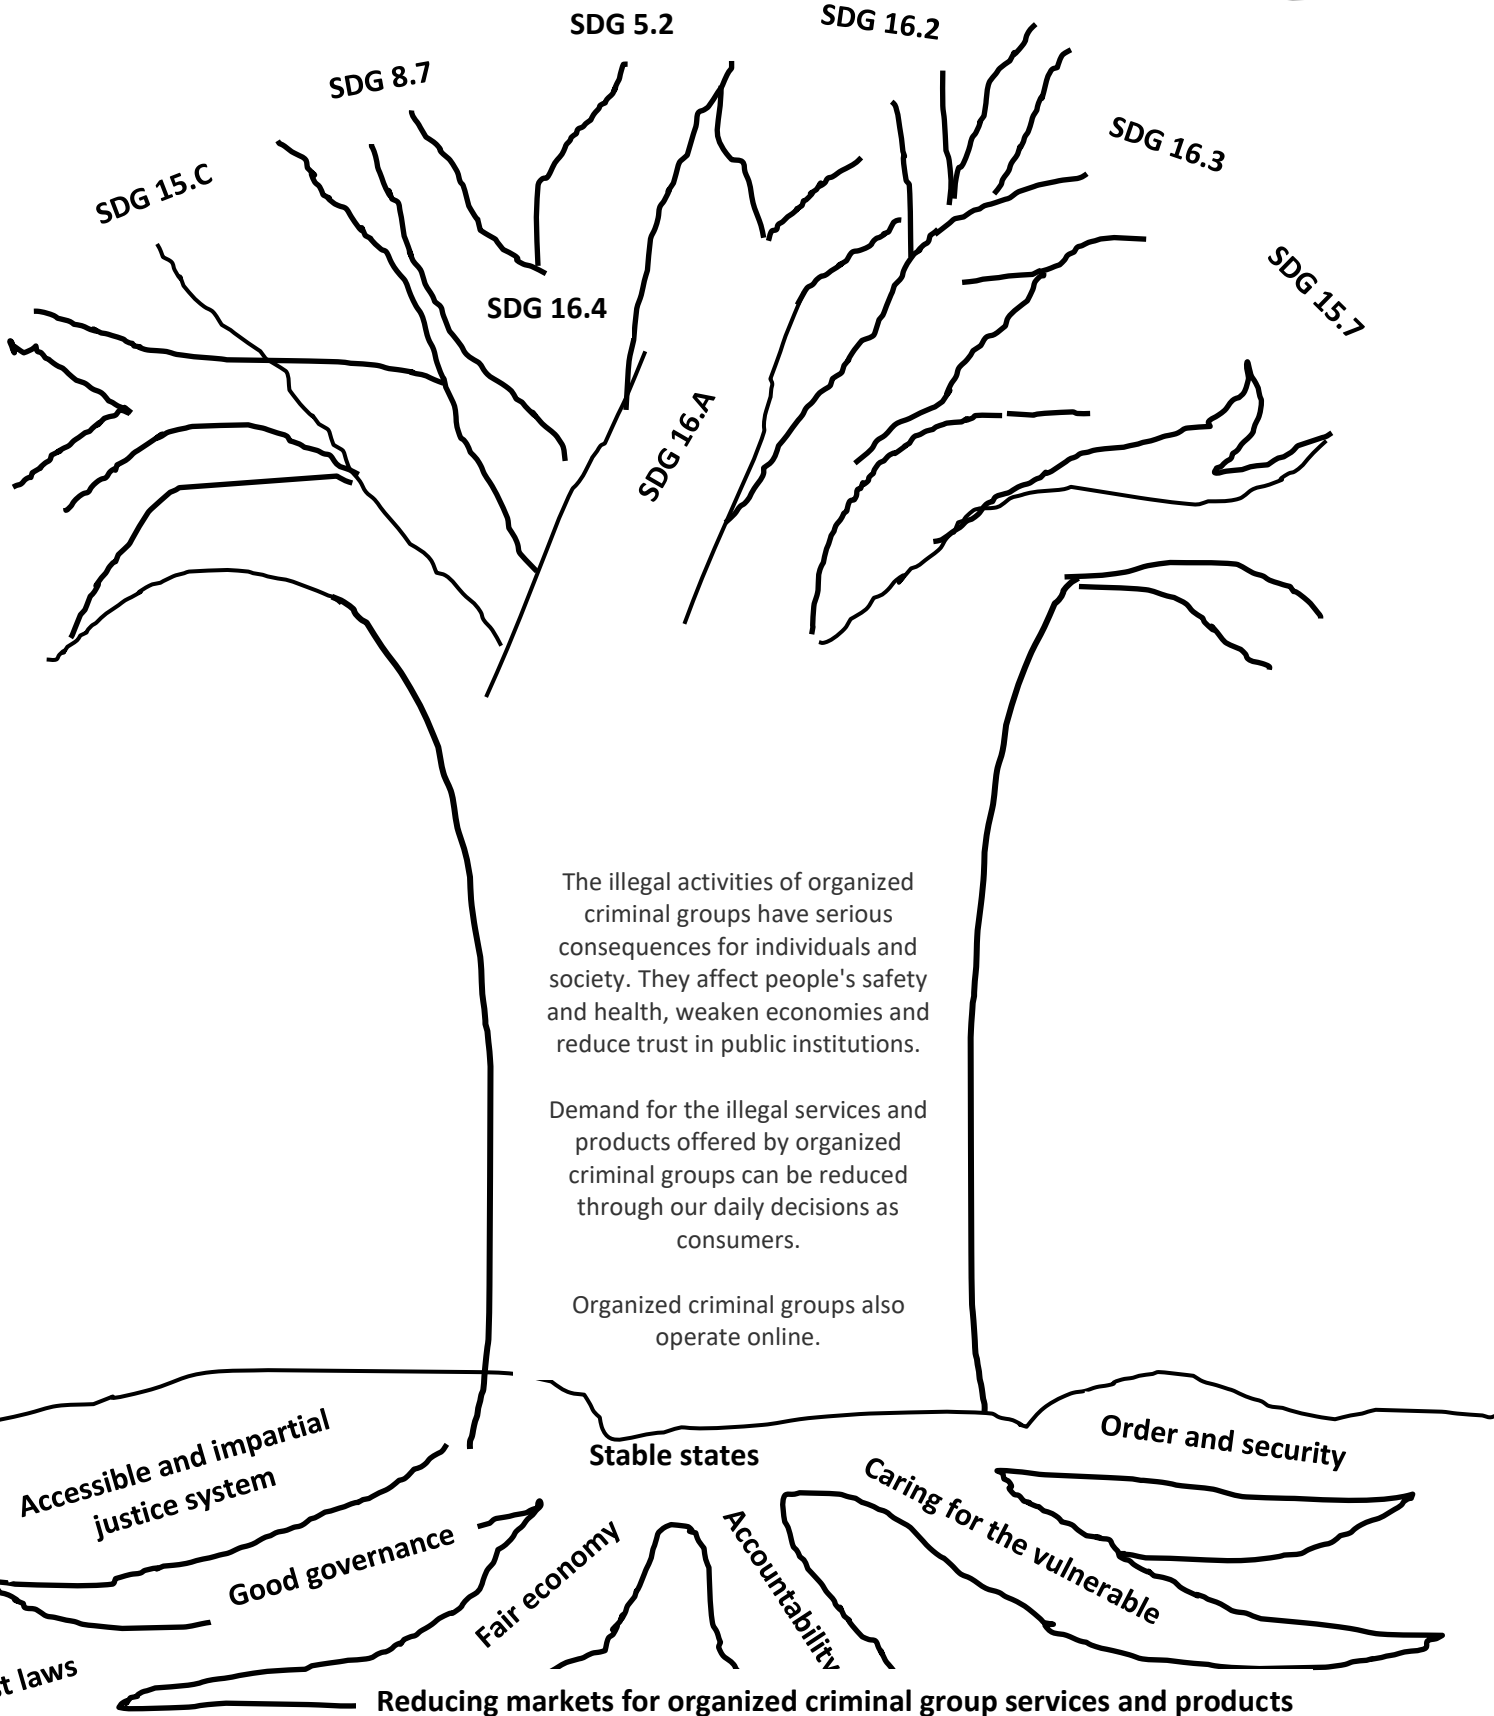 SDG 5.2
SDG 16.2
SDG 8.7
SDG 16.3
SDG 15.C
SDG 15.7
SDG 16.4
SDG 16.A
The illegal activities of organized
criminal groups have serious
consequences for individuals and
society. They affect people's safety
and health, weaken economies and
reduce trust in public institutions.
Demand for the illegal services and
products offered by organized
criminal groups can be reduced
through our daily decisions as
consumers.
Organized criminal groups also
operate online.
Accessible and impartial
justice system
Stable states
Order and security
Good governance
Fair economy
Accountability
Caring for the vulnerable
laws
Reducing markets for organized criminal group services and products